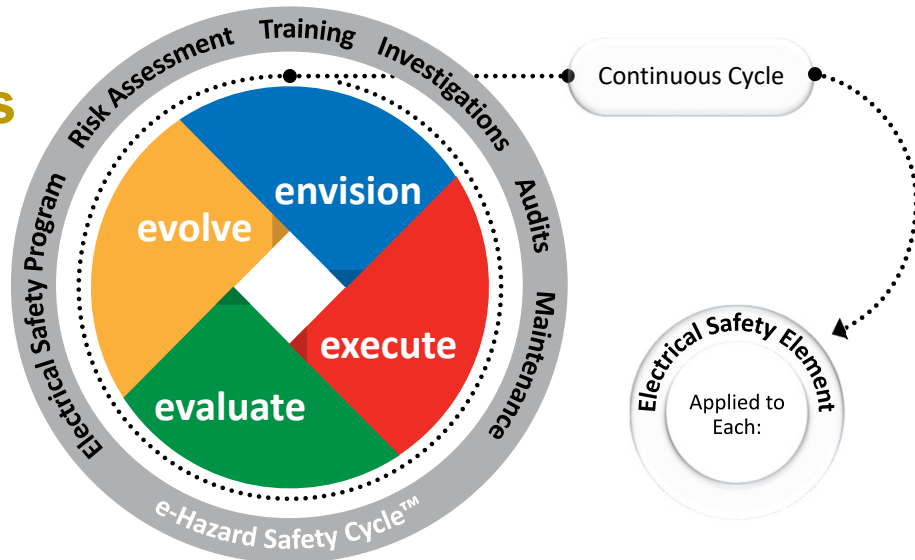 s
Electrical Safety Program
Risk Assessment
Training
Investigations
Audits
Maintenance
envision
evolve
execute
evaluate
e-Hazard Safety Cycle™
Continuous Cycle
Electrical Safety Element
Applied to
Each: